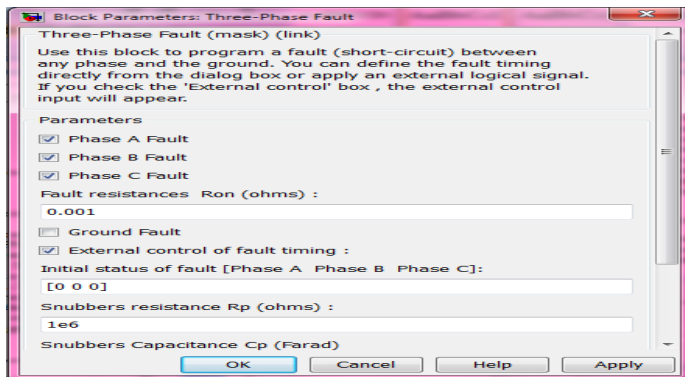 Block Parameters: Three-Phase Fault
Three-Phase Fault (mask) (link)
Use this block to program a fault (short-circuit) between
any phase and the ground. You can define the fault timing
directly from the dialog box or apply an external logical signal.
If you check the 'External control' box , the external control
input will appear.
Parameters
Phase A Fault
Phase B Fault
Phase C Fault
Fault resistances Ron (ohms) :
0.001
Ground Fault
External control of fault timing :
Initial status of fault [Phase A Phase B Phase C]:
[0 0 0]
Snubbers resistance Rp (ohms) :
1e6
Snubbers Capacitance Cp (Farad)
OK Cancel Help Apply